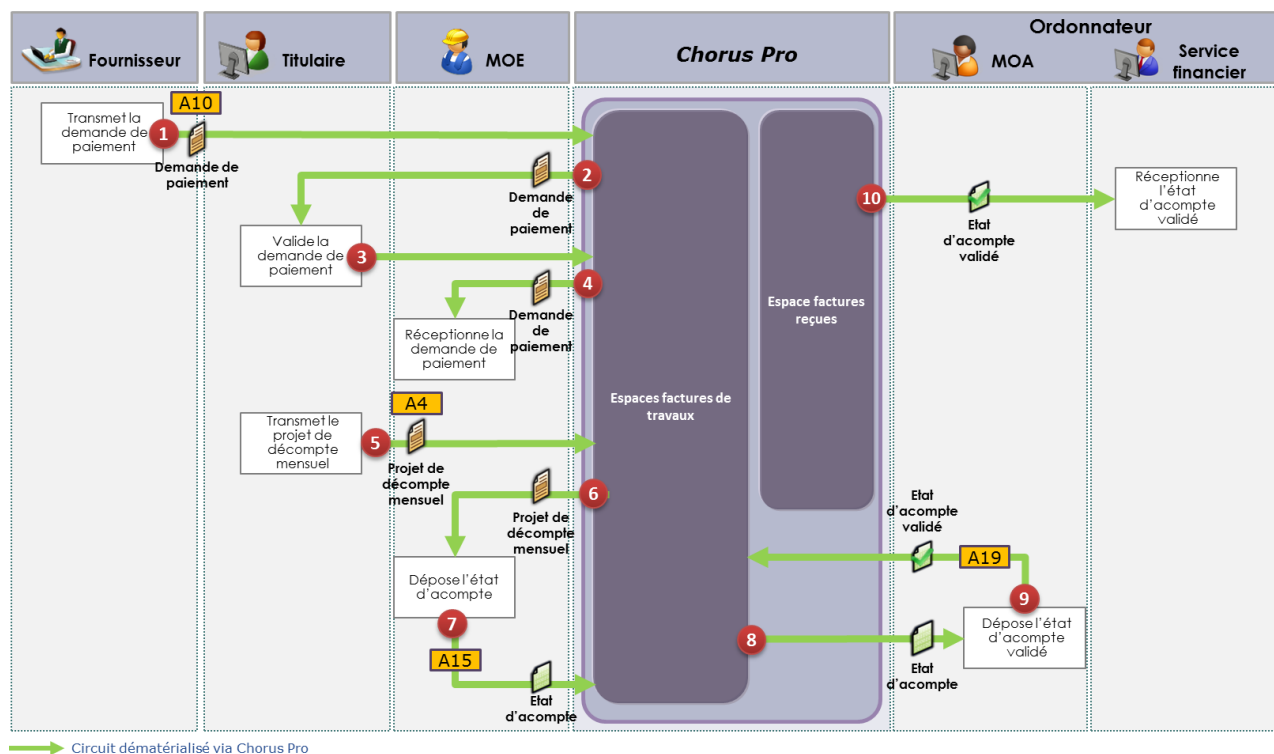 Fournisseur
Titulaire
MOE
Chorus Pro
Ordonnateur
MOA
Service
financier
Transmet la
demande de
paiement
1
A10
Demande de
paiement
2
Demande
de
paiement
Valide la
demande de
paiement
3
4
Demande
de
paiement
Réceptionne la
demande de
paiement
10
Etat
d'acompte
validé
Réceptionne
l'état
d'acompte
validé
Espace factures
reçues
Espaces factures de
travaux
Transmet le
projet de
décompte
mensuel
5
A4
Projet de
décompte
mensuel
6
Projet de
décompte
mensuel
Dépose l'état
d'acompte
7
A15
Etat
d'acompte
8
Etat
d'acompte
Dépose l'état
d'acompte
validé
9
A19
Etat
d'acompte
validé
Circuit dématérialisé via Chorus Pro